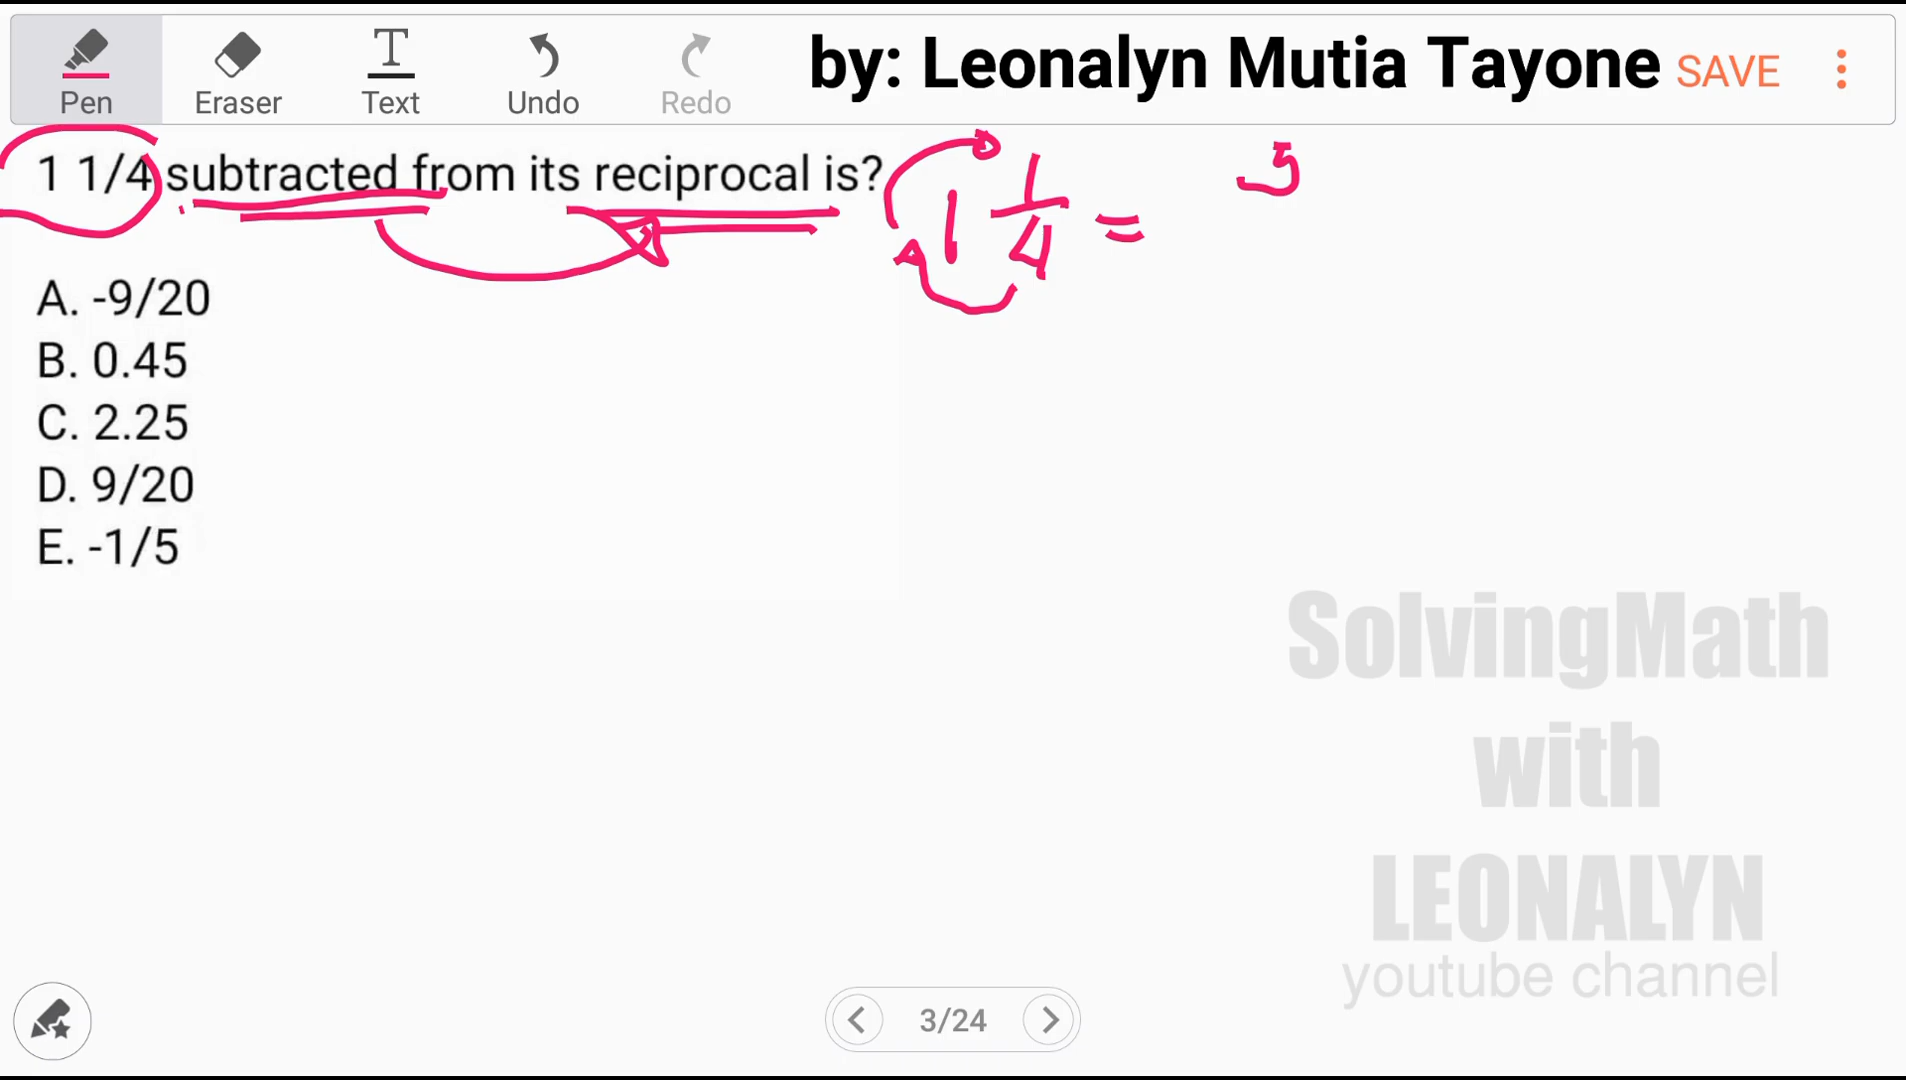 Pen Eraser Text Undo Redo by: Leonalyn Mutia Tayone SAVE
1 1/4 subtracted from its reciprocal is?
1 1/4 = 5
A. -9/20
B. 0.45
C. 2.25
D. 9/20
E. -1/5
SolvingMath
with
LEONALYN
youtube channel
3/24